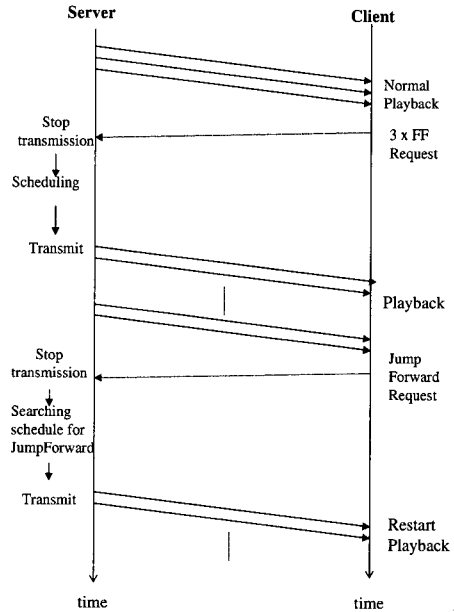 Server
Client
Normal
Playback
Stop
transmission
3 x FF
Request
Scheduling
Transmit
Playback
Stop
transmission
Jump
Forward
Request
Searching
schedule for
JumpForward
Transmit
Restart
Playback
time
time